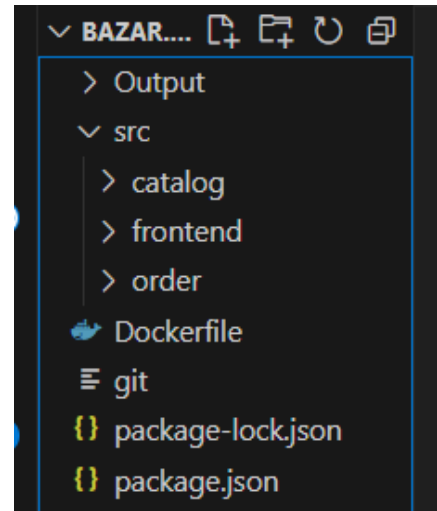 BAZAR....
Output
src
catalog
frontend
order
Dockerfile
git
{} package-lock.json
{} package.json